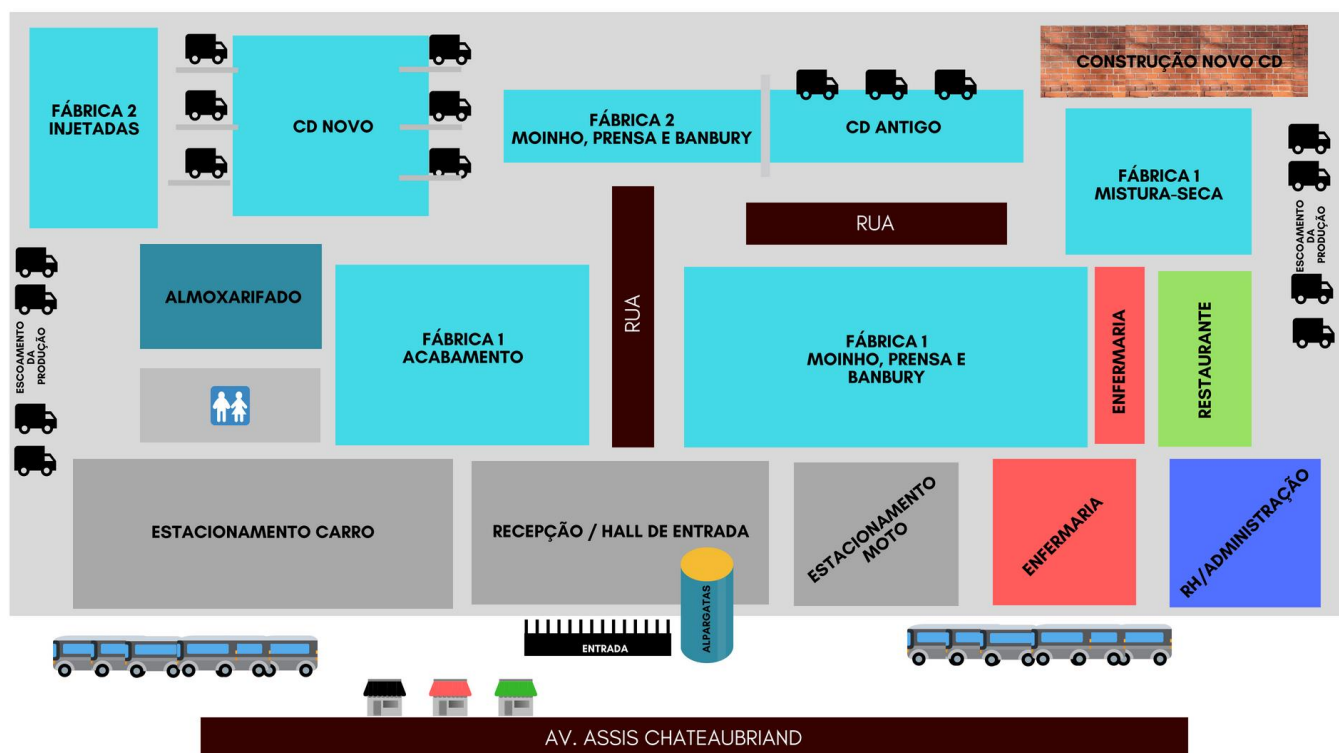 CONSTRUÇÃO NOVO CD
FÁBRICA 2
INJETADAS
CD NOVO
FÁBRICA 2
MOINHO, PRENSA E BANBURY
CD ANTIGO
FÁBRICA 1
MISTURA-SECA
ESCOAMENTO
DA
PRODUÇÃO
RUA
RUA
ALMOXARIFADO
FÁBRICA 1
ACABAMENTO
FÁBRICA 1
MOINHO, PRENSA E
BANBURY
ENFERMARIA
RESTAURANTE
ESCOAMENTO
DA
PRODUÇÃO
ESTACIONAMENTO CARRO
RECEPÇÃO / HALL DE ENTRADA
ESTACIONAMENTO
MOTO
ENFERMARIA
RH/ADMINISTRAÇÃO
ENTRADA
ALPARGATAS
AV. ASSIS CHATEAUBRIAND